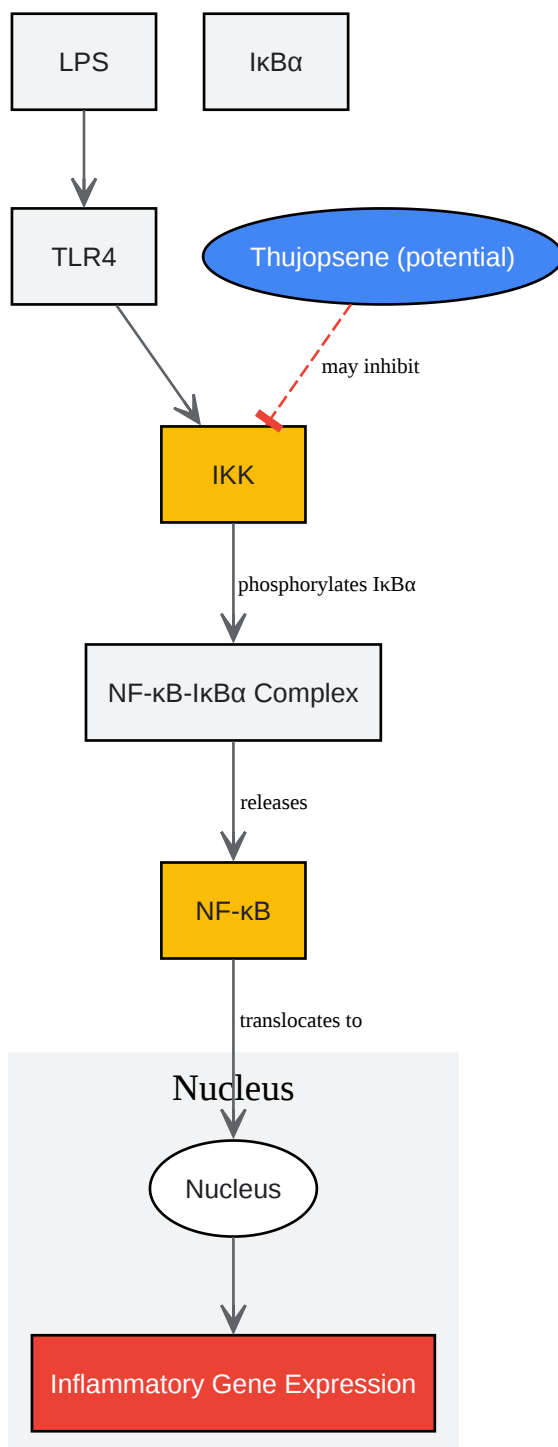 LPS
IκBα
TLR4
Thujopsene (potential)
may inhibit
IKK
phosphorylates IκBα
NF-κB-IκBα Complex
releases
NF-κB
translocates to
Nucleus
Nucleus
Inflammatory Gene Expression